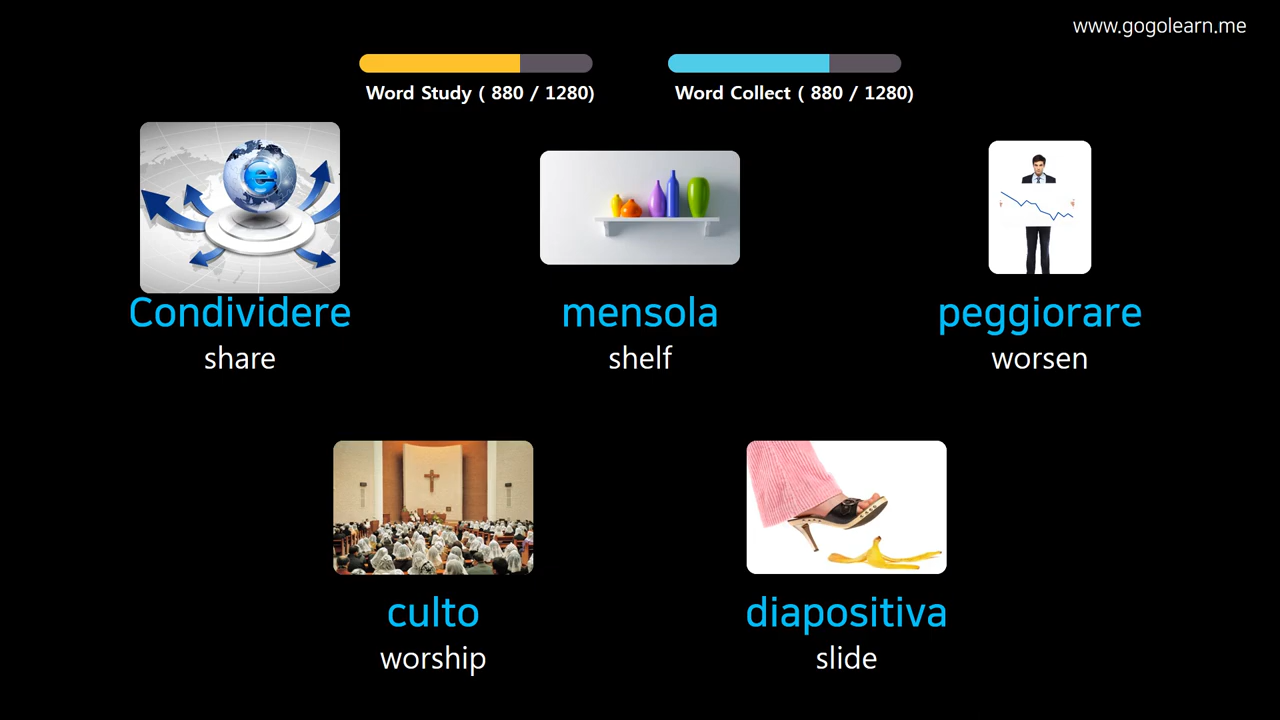 www.gogolearn.me
Word Study ( 880 / 1280)
Word Collect ( 880 / 1280)
e
Condividere
mensola
peggiorare
share
shelf
worsen
culto
diapositiva
worship
slide